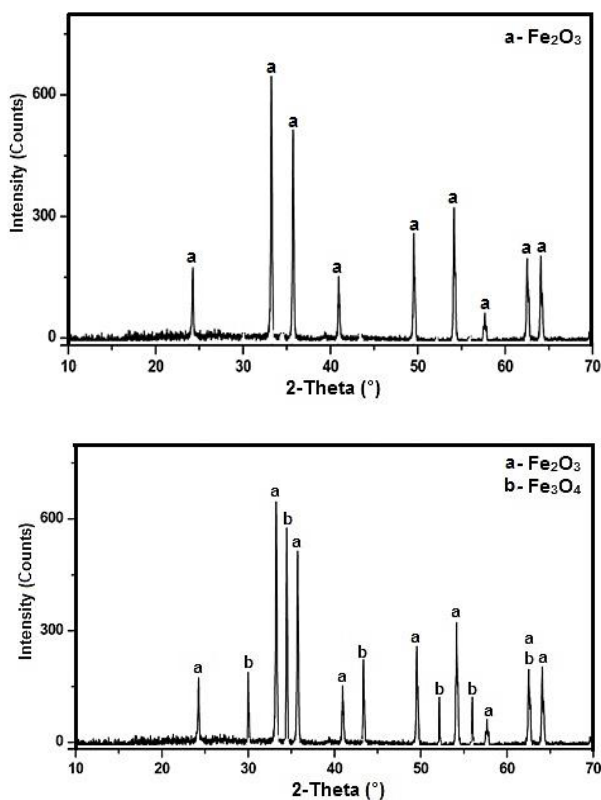 a- Fe₂O₃
a
a
a
a
a
a
a
a
a
600
300
0
Intensity (Counts)
10 20 30 40 50 60 70
2-Theta (°)
a- Fe₂O₃
b- Fe₃O₄
a
b
a
b
a
a
b
a
b
a
b
a
a
b
a
600
300
0
Intensity (Counts)
10 20 30 40 50 60 70
2-Theta (°)